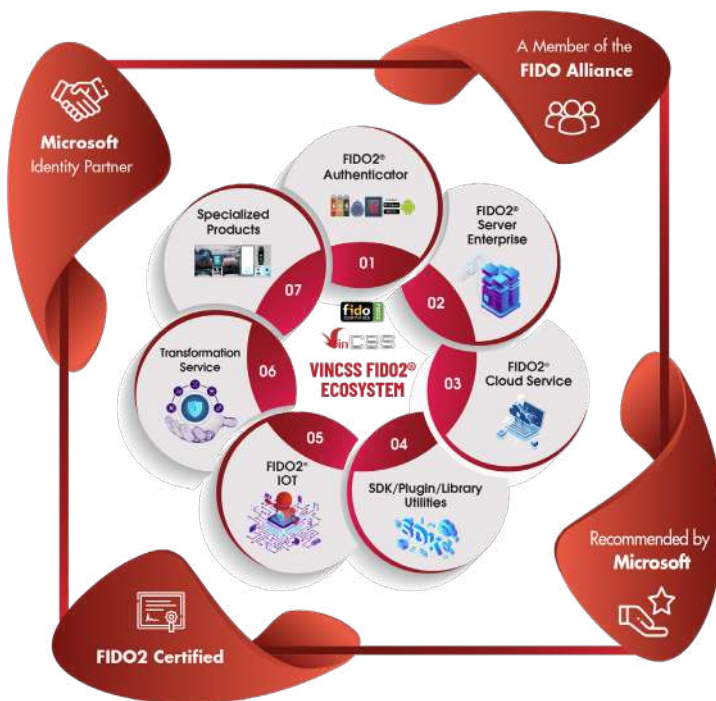 A Member of the
FIDO Alliance
Microsoft
Identity Partner
FIDO2®
Authenticator
01
FIDO2®
Server
Enterprise
02
FIDO2®
Cloud Service
03
SDK/Plugin/Library
Utilities
04
FIDO2®
IOT
05
Transformation
Service
06
Specialized
Products
07
fido
VinCSS
VINCSS FIDO2®
ECOSYSTEM
Recommended by
Microsoft
FIDO2 Certified